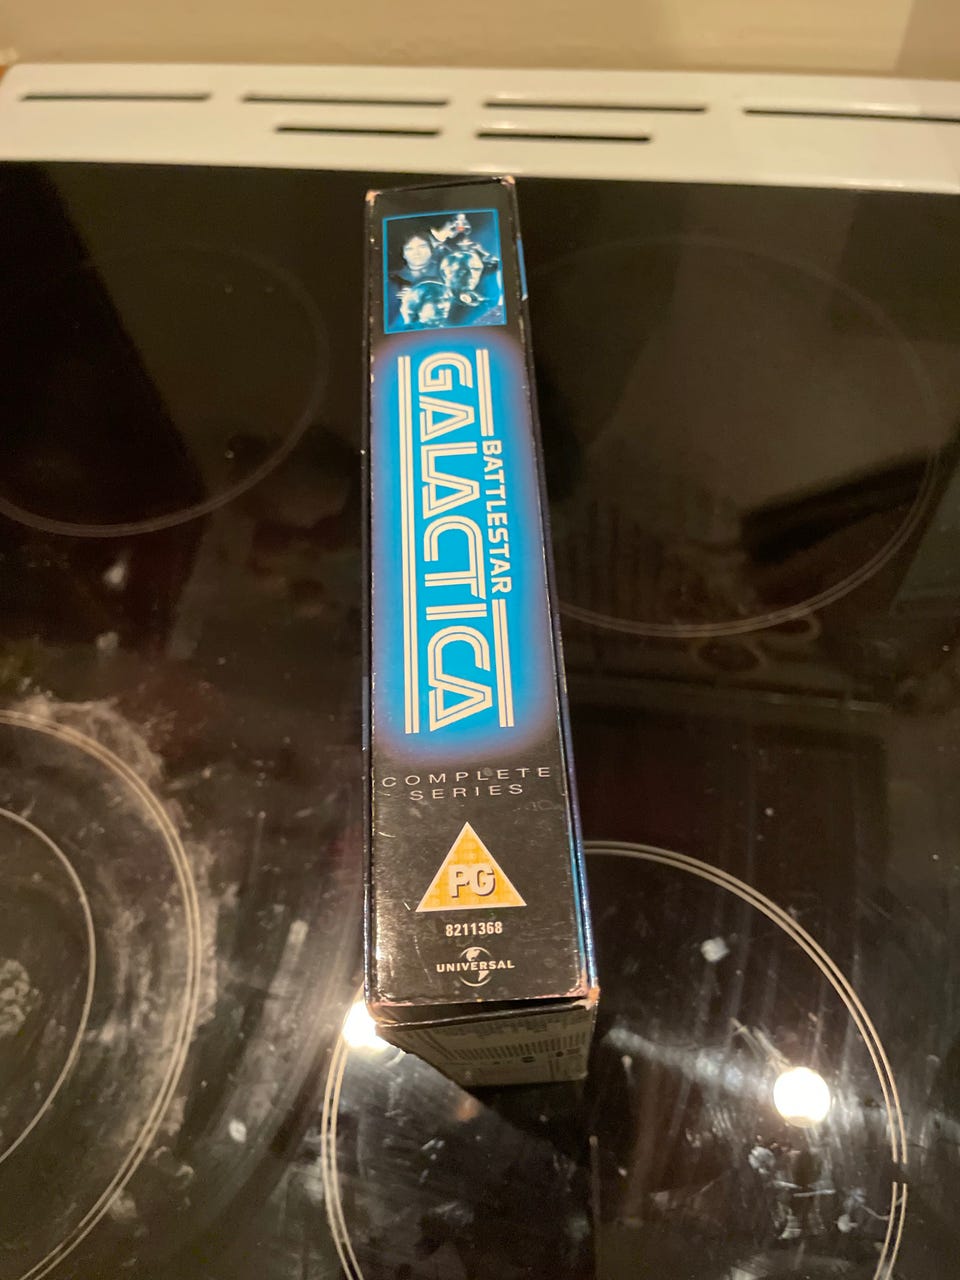 BATTLESTAR
GALACTICA
COMPLETE
SERIES
PG
8211368
UNIVERSAL